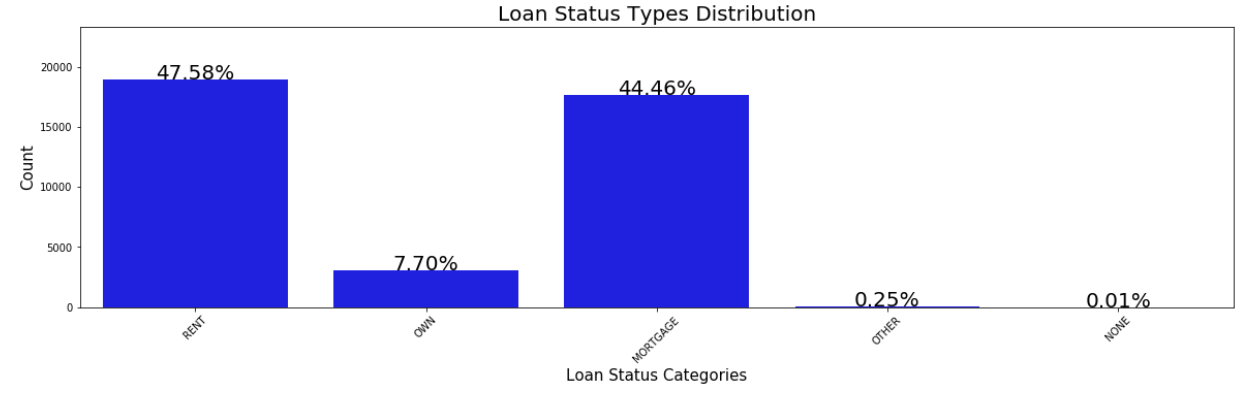 Loan Status Types Distribution
Count
20000
15000
10000
5000
0
47.58%
7.70%
44.46%
0.25%
0.01%
RENT
OWN
MORTGAGE
OTHER
NONE
Loan Status Categories